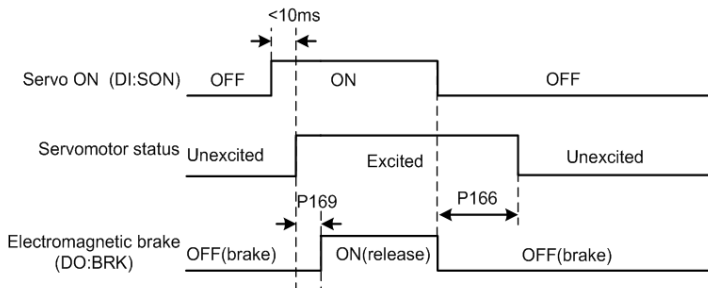 <10ms
Servo ON (DI:SON)
OFF
ON
OFF
Servomotor status
Unexcited
Excited
Unexcited
P169
P166
Electromagnetic brake
(DO:BRK)
OFF(brake)
ON(release)
OFF(brake)